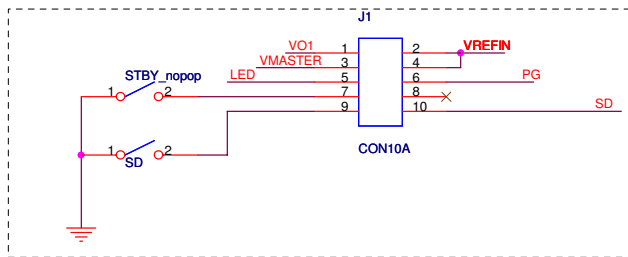 J1
VO1 1 2 VREFIN
VMASTER 3 4
LED 5 6 PG
STBY_nopop
1 2 7 8
9 10 SD
1 2
SD
CON10A